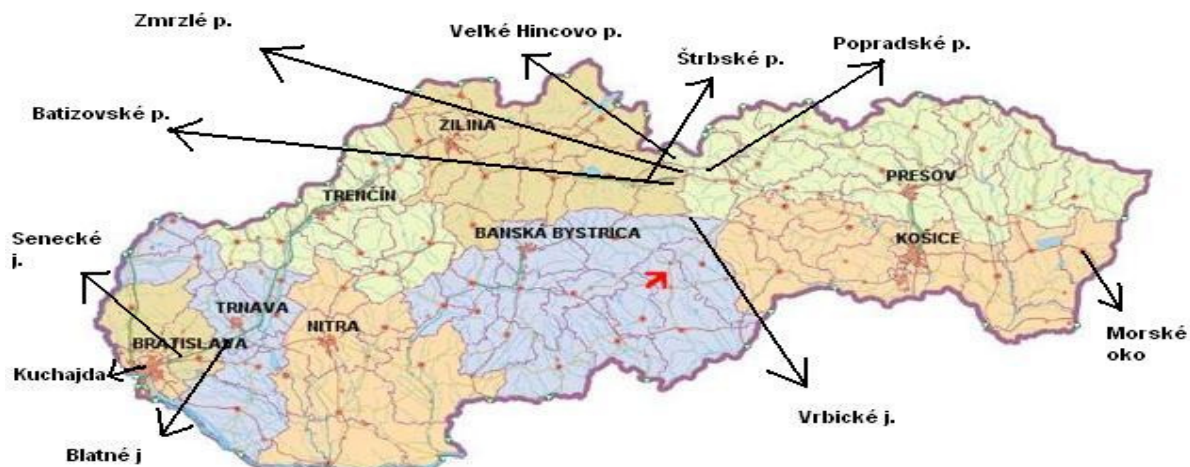 Zmrzlé p.
Veľké Hincovo p.
Štrbské p.
Popradské p.
Batizovské p.
ŽILINA
PREŠOV
TRENČÍN
BANSKÁ BYSTRICA
KOŠICE
Senecké
j.
TRNAVA
NITRA
BRATISLAVA
Morské
oko
Kuchajda
Vrbické j.
Blatné j